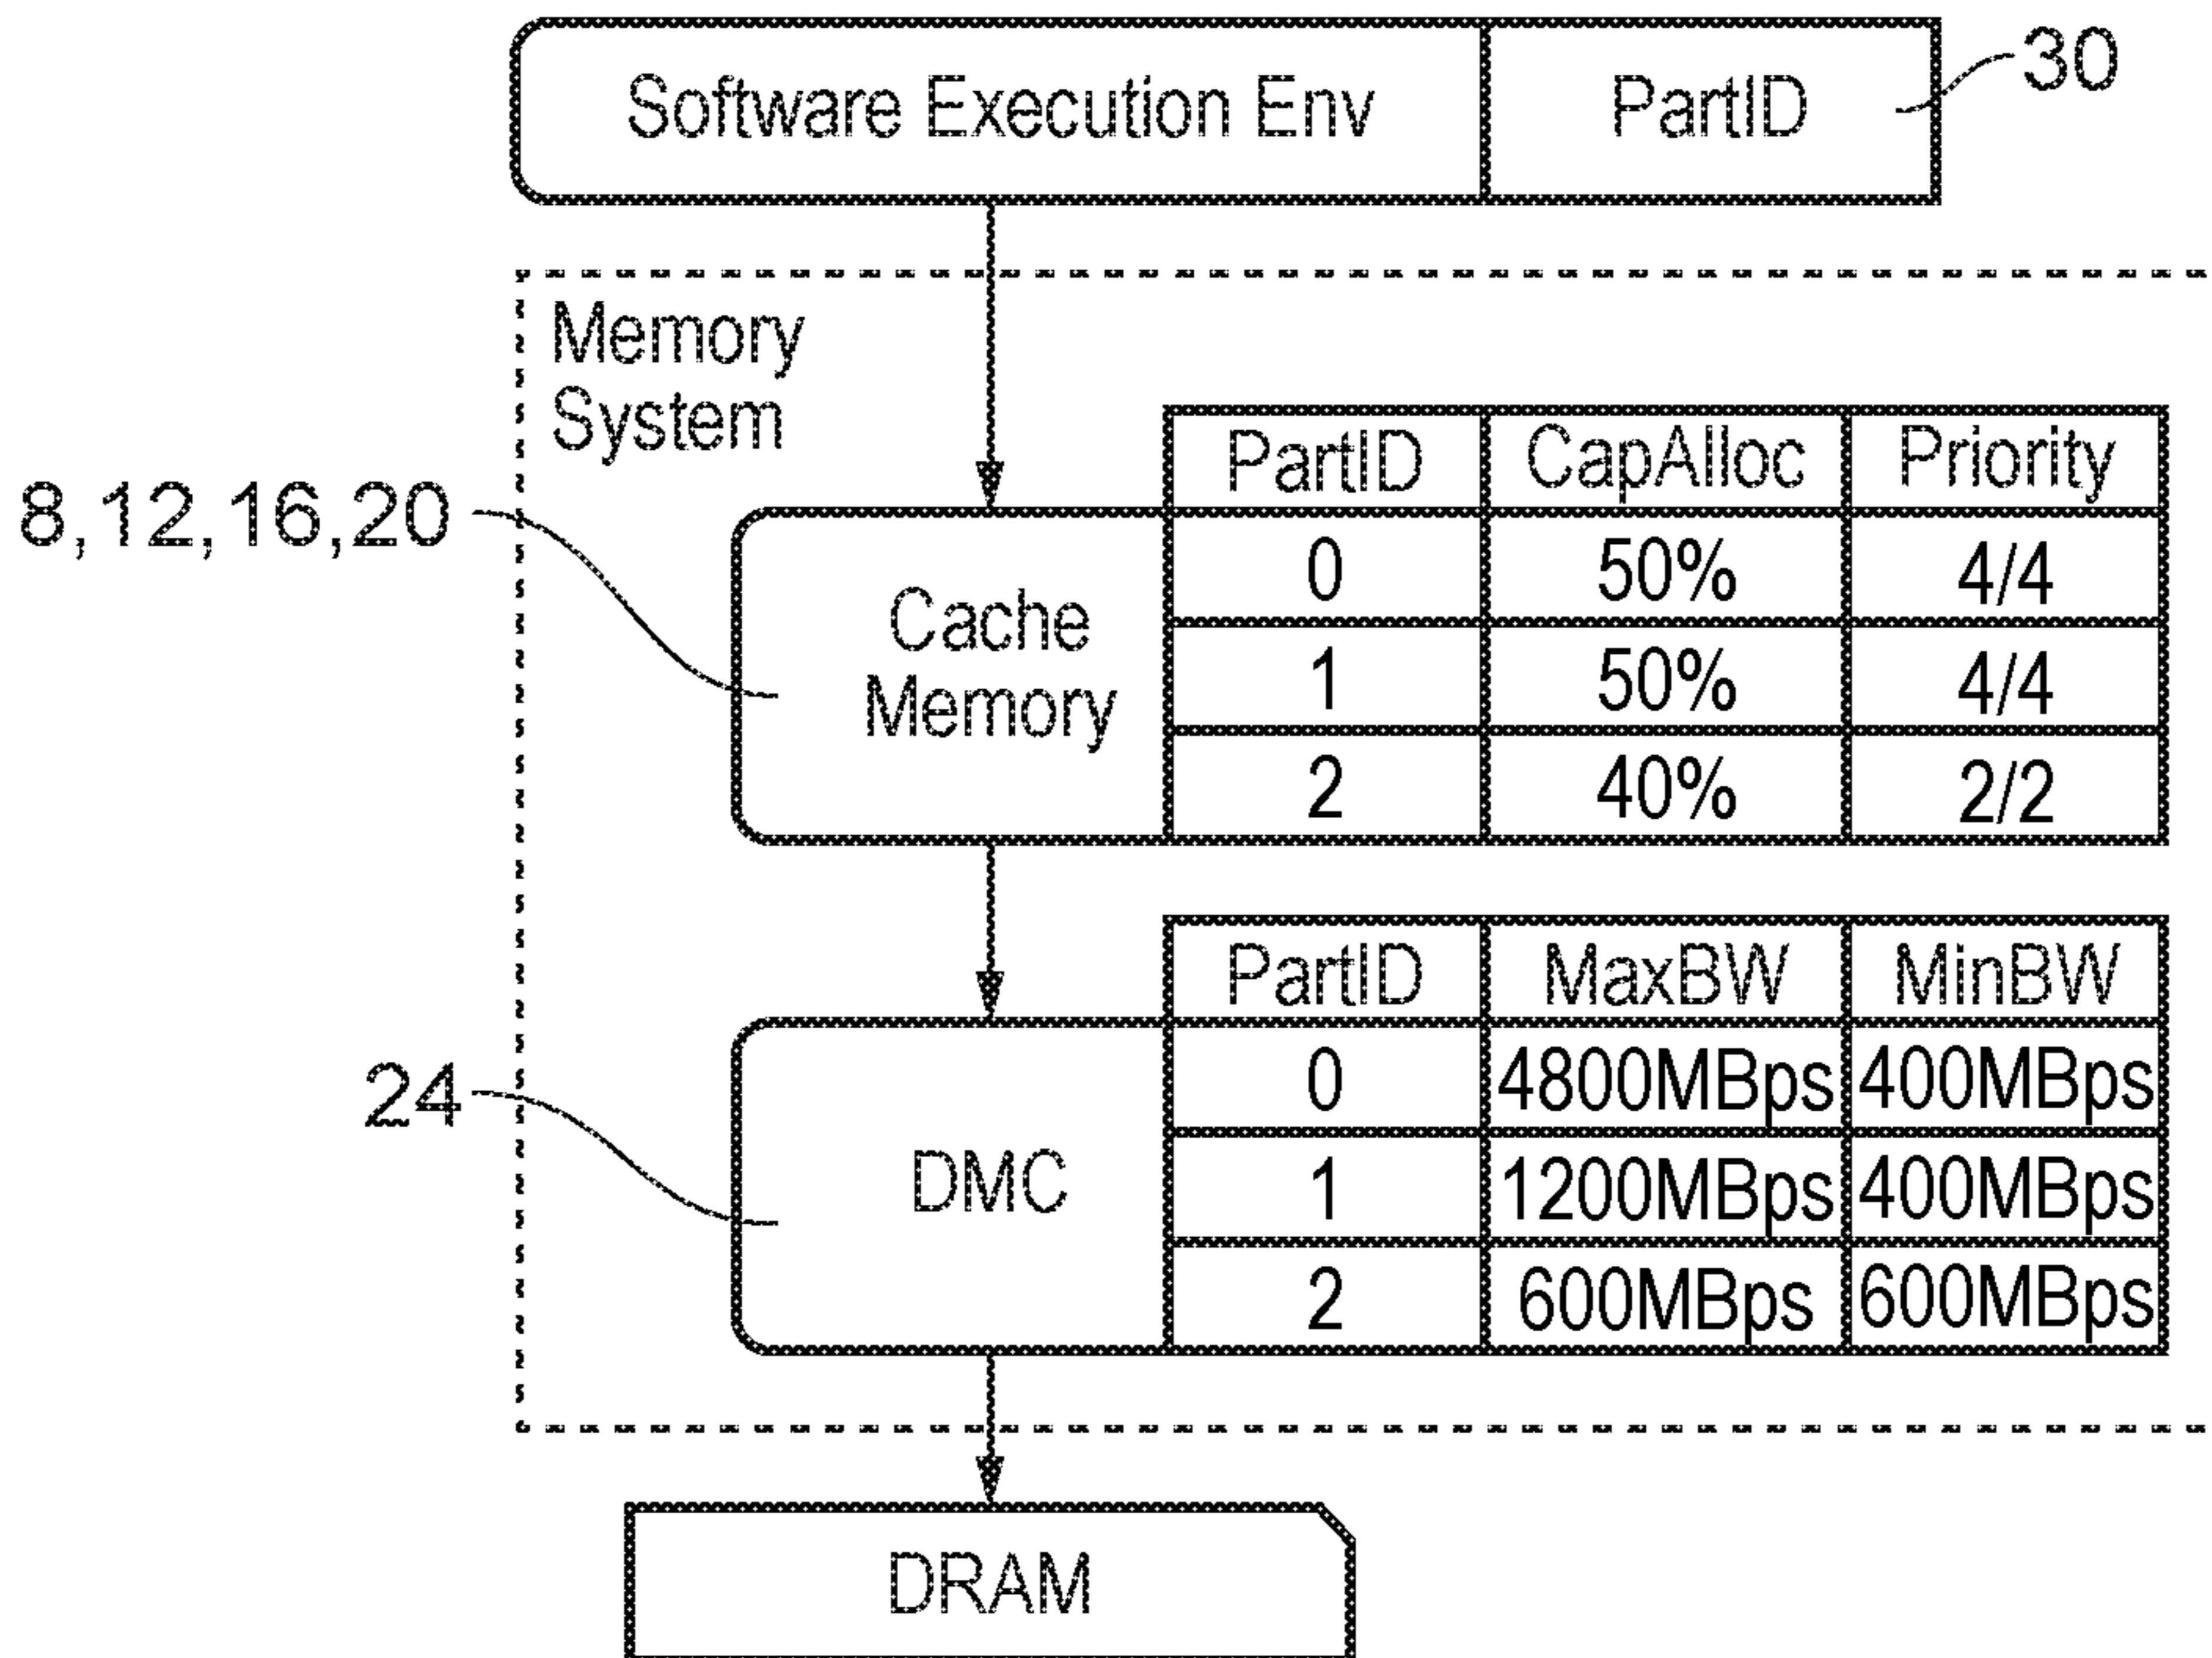 Software Execution Env PartID 30
Memory
System
PartID CapAlloc Priority
8,12,16,20
0 50% 4/4
Cache
Memory
1 50% 4/4
2 40% 2/2
PartID MaxBW MinBW
24
DMC
0 4800MBps 400MBps
1 1200MBps 400MBps
2 600MBps 600MBps
DRAM